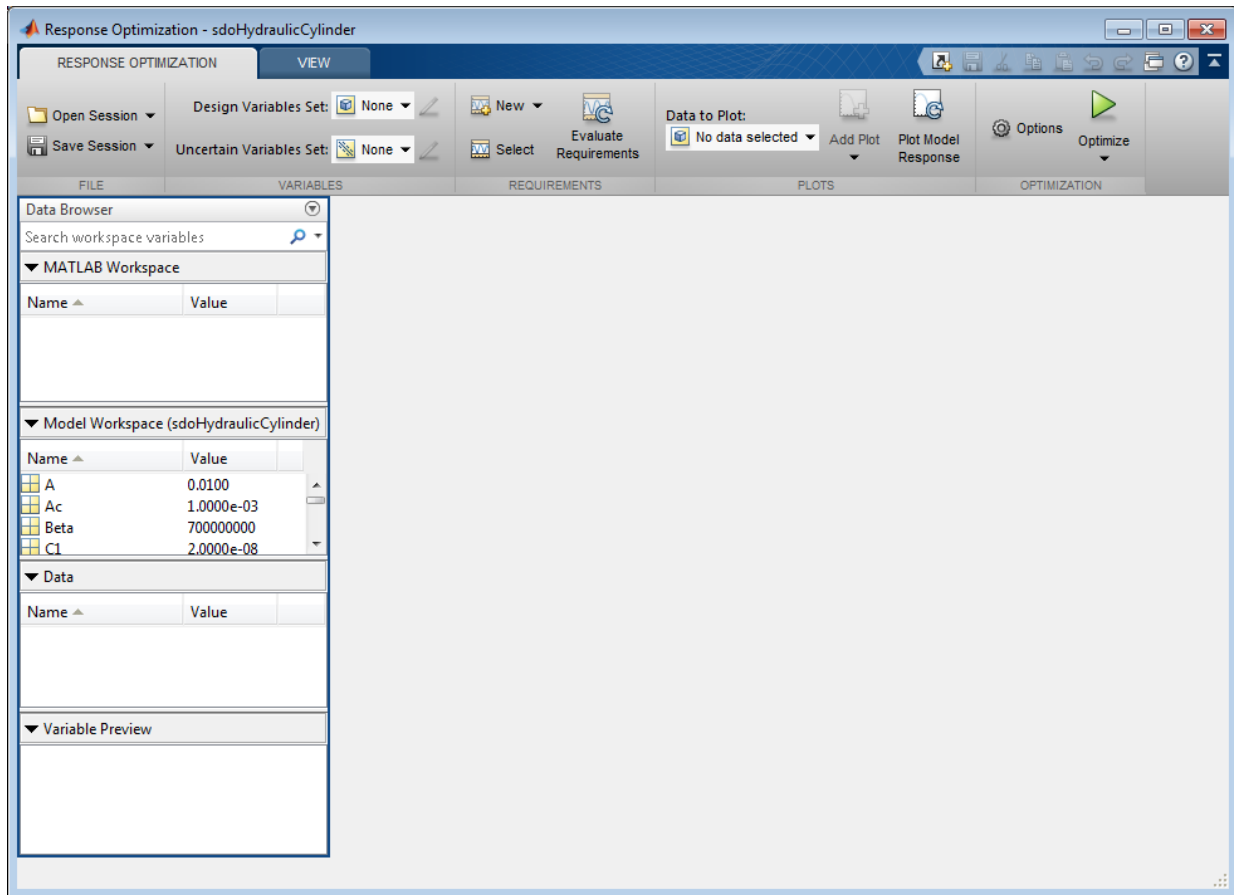 Response Optimization - sdoHydraulicCylinder
RESPONSE OPTIMIZATION VIEW
Open Session
Save Session
FILE
Design Variables Set: None
Uncertain Variables Set: None
VARIABLES
New
Select
Evaluate
Requirements
REQUIREMENTS
Data to Plot:
No data selected
Add Plot
Plot Model
Response
PLOTS
Options
Optimize
OPTIMIZATION
Data Browser
Search workspace variables
MATLAB Workspace
Name Value
Model Workspace (sdoHydraulicCylinder)
Name Value
A 0.0100
Ac 1.0000e-03
Beta 700000000
C1 2.0000e-08
Data
Name Value
Variable Preview